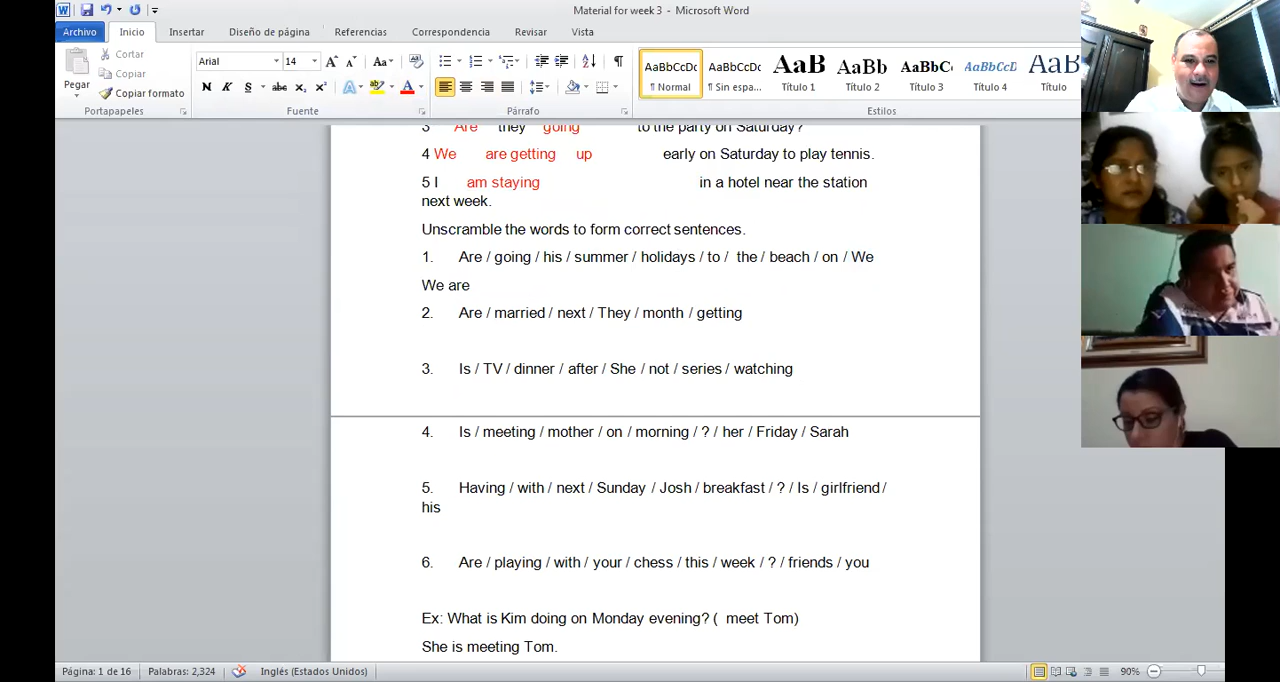 Material for week 3 - Microsoft Word
Archivo Inicio Insertar Diseño de página Referencias Correspondencia Revisar Vista
Pegar
Cortar
Copiar
Copiar formato
Portapapeles
Arial 14
Fuente
Párrafo
AaBbCcDc AaBbCcDc AaB AaBb AaBbC AaBbCcD AaB
¶ Normal ¶ Sin espa... Título 1 Título 2 Título 3 Título 4 Título
Estilos
3 Are they going to the party on Saturday?
4 We are getting up early on Saturday to play tennis.
5 I am staying in a hotel near the station
next week.
Unscramble the words to form correct sentences.
1. Are / going / his / summer / holidays / to / the / beach / on / We
We are
2. Are / married / next / They / month / getting
3. Is / TV / dinner / after / She / not / series / watching
4. Is / meeting / mother / on / morning / ? / her / Friday / Sarah
5. Having / with / next / Sunday / Josh / breakfast / ? / Is / girlfriend /
his
6. Are / playing / with / your / chess / this / week / ? / friends / you
Ex: What is Kim doing on Monday evening? ( meet Tom)
She is meeting Tom.
Página: 1 de 16 Palabras: 2,324 Inglés (Estados Unidos) 90%